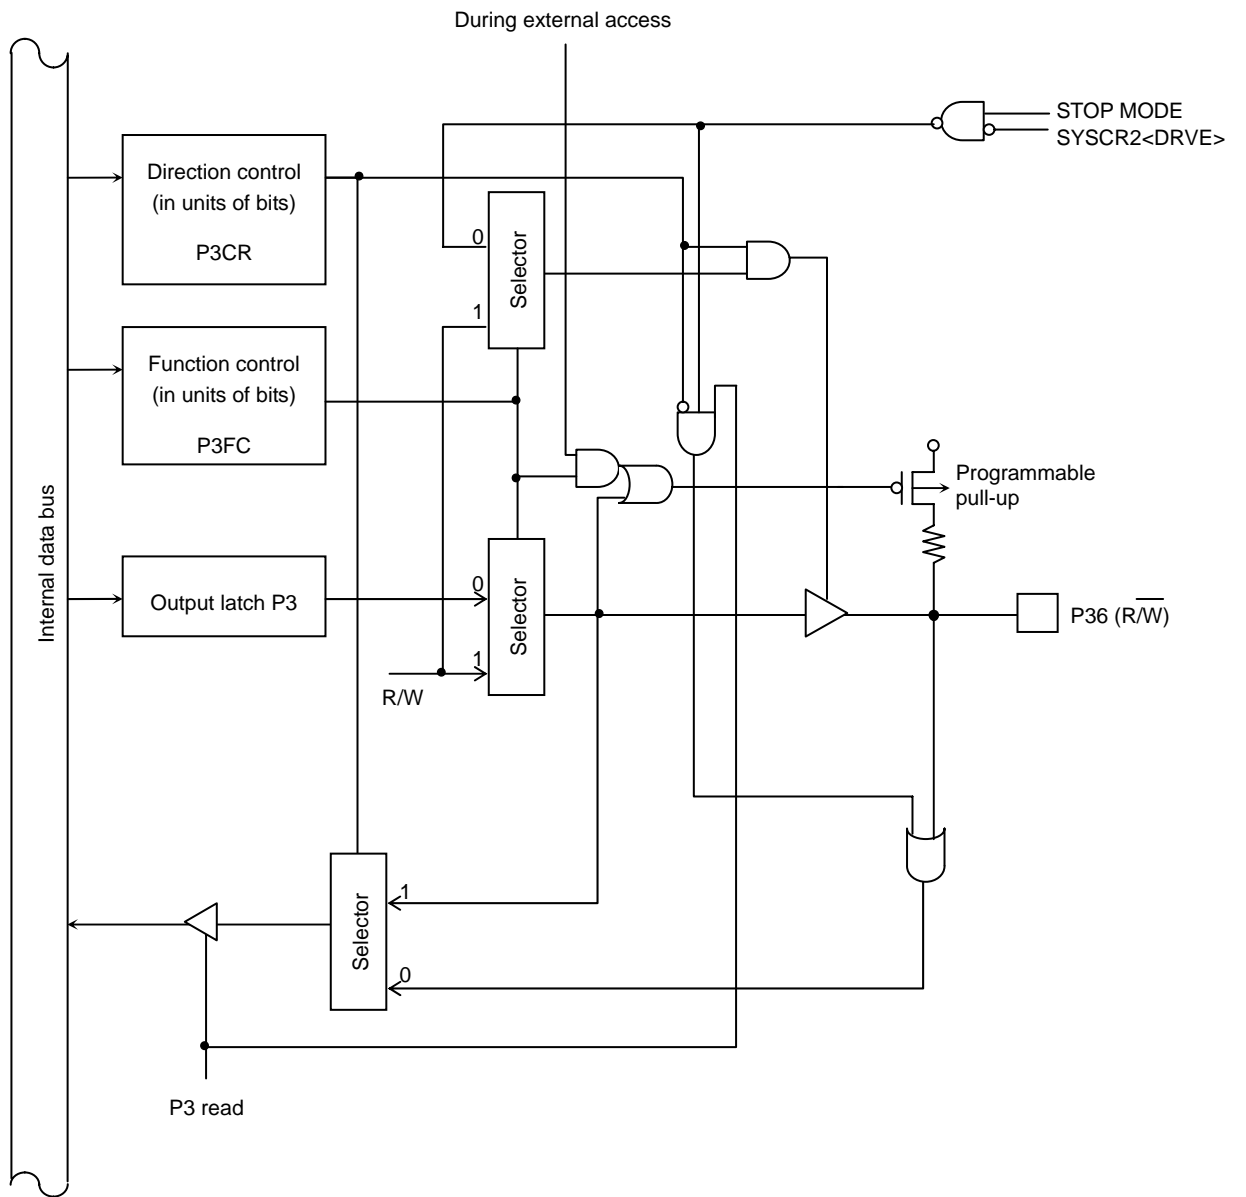 During external access
STOP MODE
SYSCR2<DRVE>
Direction control
(in units of bits)
P3CR
0
Selector
1
Function control
(in units of bits)
P3FC
Programmable
pull-up
Internal data bus
Output latch P3
0
Selector
1
R/W
P36 (R/W)
1
Selector
0
P3 read